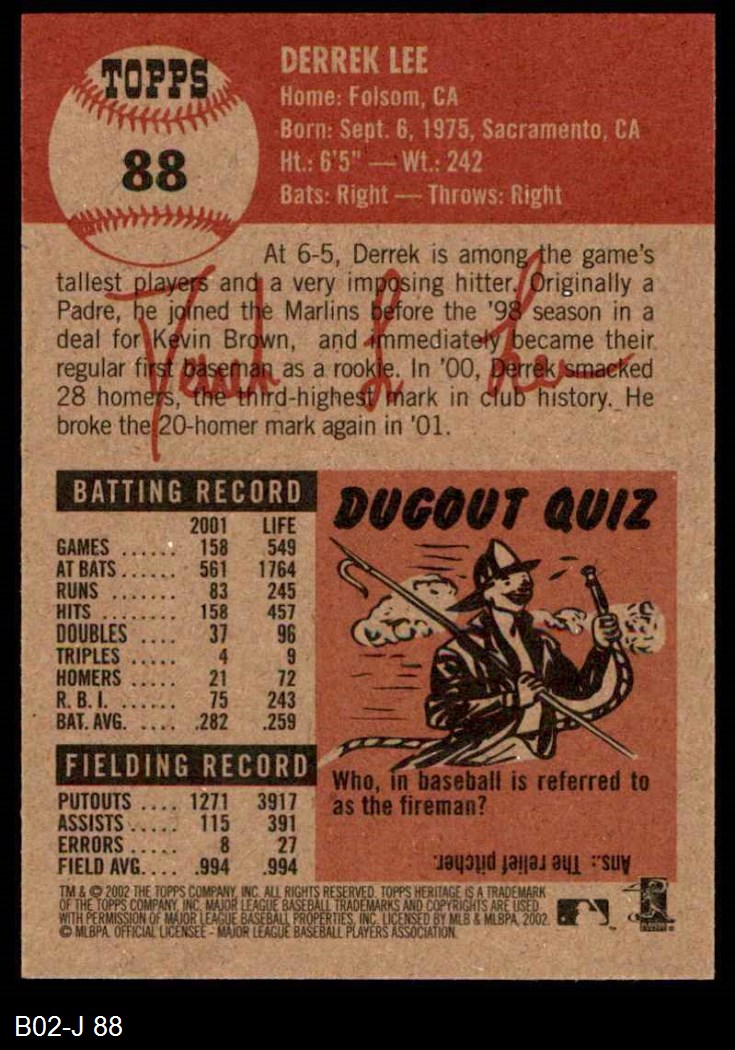 TOPPS
88
DERREK LEE
Home: Folsom, CA
Born: Sept. 6, 1975, Sacramento, CA
Ht.: 6'5" — Wt.: 242
Bats: Right — Throws: Right
At 6-5, Derrek is among the game's
tallest players and a very imposing hitter. Originally a
Padre, he joined the Marlins before the '98 season in a
deal for Kevin Brown, and immediately became their
regular first baseman as a rookie. In '00, Derrek smacked
28 homers, the third-highest mark in club history. He
broke the 20-homer mark again in '01.
Derrek Lee
BATTING RECORD
2001 LIFE
GAMES ...... 158 549
AT BATS...... 561 1764
RUNS ...... 83 245
HITS ........ 158 457
DOUBLES .... 37 96
TRIPLES ..... 4 9
HOMERS ..... 21 72
R. B. I. ...... 75 243
BAT. AVG. .... .282 .259
FIELDING RECORD
PUTOUTS .... 1271 3917
ASSISTS ..... 115 391
ERRORS ..... 8 27
FIELD AVG. ... .994 .994
DUGOUT QUIZ
Who, in baseball is referred to
as the fireman?
Ans.: The relief pitcher.
TM & © 2002 THE TOPPS COMPANY, INC. ALL RIGHTS RESERVED. TOPPS HERITAGE IS A TRADEMARK
OF THE TOPPS COMPANY, INC. MAJOR LEAGUE BASEBALL TRADEMARKS AND COPYRIGHTS ARE USED
WITH PERMISSION OF MAJOR LEAGUE BASEBALL PROPERTIES, INC. LICENSED BY MLB & MLBPA, 2002.
© MLBPA. OFFICIAL LICENSEE - MAJOR LEAGUE BASEBALL PLAYERS ASSOCIATION.
B02-J 88